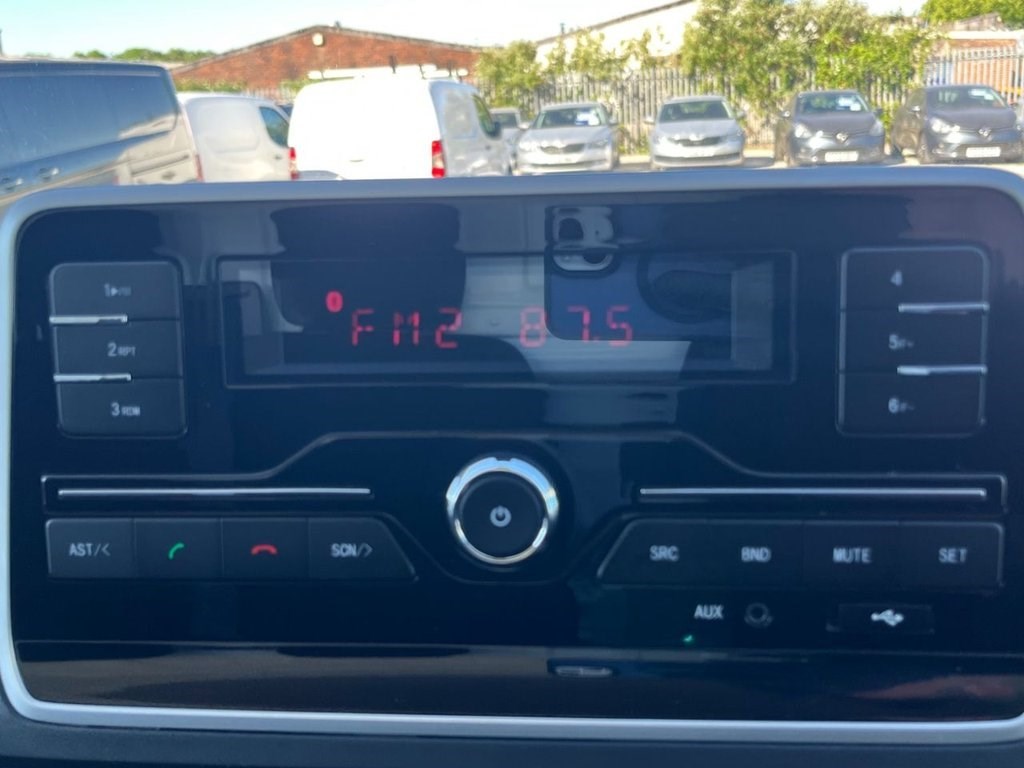 FM2 87.5
1
2 RPT
3 RDM
4
5
6
AST/< SCN/>
SRC BND MUTE SET
AUX